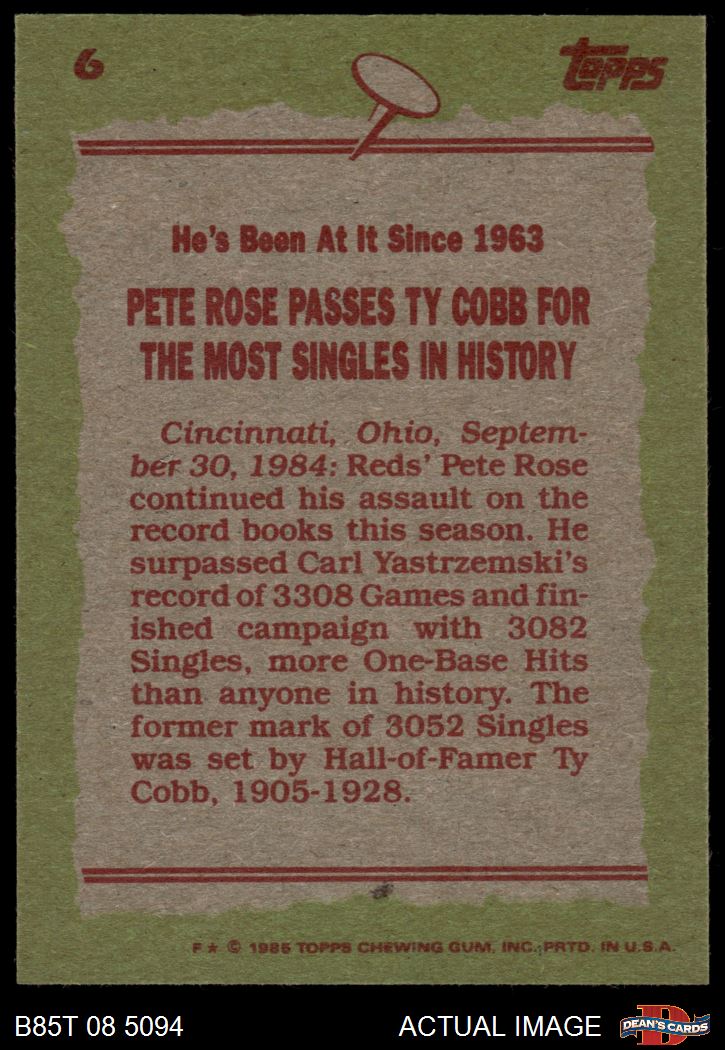 6 Topps
He's Been At It Since 1963
PETE ROSE PASSES TY COBB FOR
THE MOST SINGLES IN HISTORY
Cincinnati, Ohio, Septem-
ber 30, 1984: Reds' Pete Rose
continued his assault on the
record books this season. He
surpassed Carl Yastrzemski's
record of 3308 Games and fin-
ished campaign with 3082
Singles, more One-Base Hits
than anyone in history. The
former mark of 3052 Singles
was set by Hall-of-Famer Ty
Cobb, 1905-1928.
F★ © 1985 TOPPS CHEWING GUM, INC. PRTD. IN U.S.A.
B85T 08 5094 ACTUAL IMAGE D DEAN'S CARDS